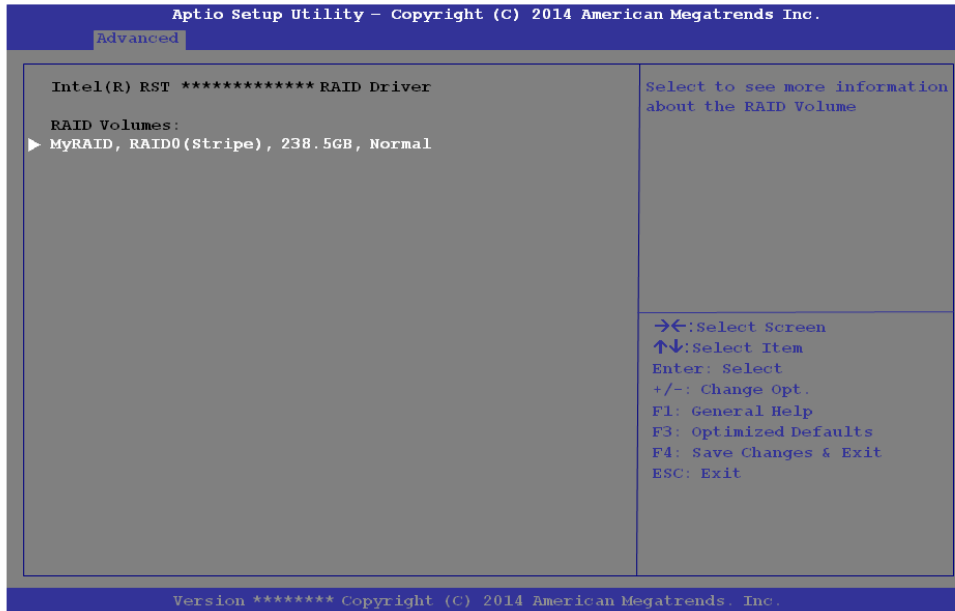 Aptio Setup Utility – Copyright (C) 2014 American Megatrends Inc.
Advanced
Intel(R) RST ************* RAID Driver
RAID Volumes:
▶ MyRAID, RAID0(Stripe), 238.5GB, Normal
Select to see more information
about the RAID Volume
→←:Select Screen
↑↓:Select Item
Enter: Select
+/-: Change Opt.
F1: General Help
F3: Optimized Defaults
F4: Save Changes & Exit
ESC: Exit
Version ******** Copyright (C) 2014 American Megatrends. Inc.